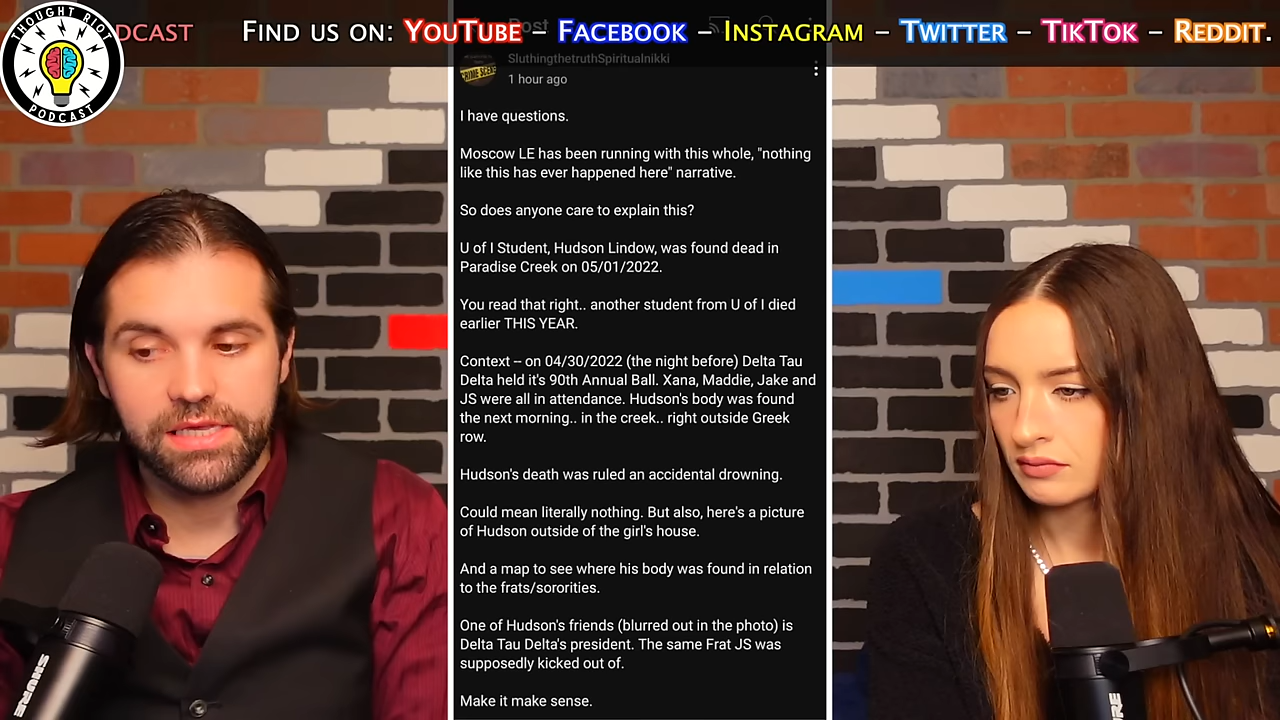 THOUGHT RIOT
PODCAST
DCAST
FIND US ON: YOUTUBE – FACEBOOK – INSTAGRAM – TWITTER – TIKTOK – REDDIT.
Post
SluthingthetruthSpiritualnikki
CRIME SCENE
1 hour ago
I have questions.
Moscow LE has been running with this whole, "nothing
like this has ever happened here" narrative.
So does anyone care to explain this?
U of I Student, Hudson Lindow, was found dead in
Paradise Creek on 05/01/2022.
You read that right.. another student from U of I died
earlier THIS YEAR.
Context – on 04/30/2022 (the night before) Delta Tau
Delta held it's 90th Annual Ball. Xana, Maddie, Jake and
JS were all in attendance. Hudson's body was found
the next morning.. in the creek.. right outside Greek
row.
Hudson's death was ruled an accidental drowning.
Could mean literally nothing. But also, here's a picture
of Hudson outside of the girl's house.
And a map to see where his body was found in relation
to the frats/sororities.
One of Hudson's friends (blurred out in the photo) is
Delta Tau Delta's president. The same Frat JS was
supposedly kicked out of.
Make it make sense.
SHURE